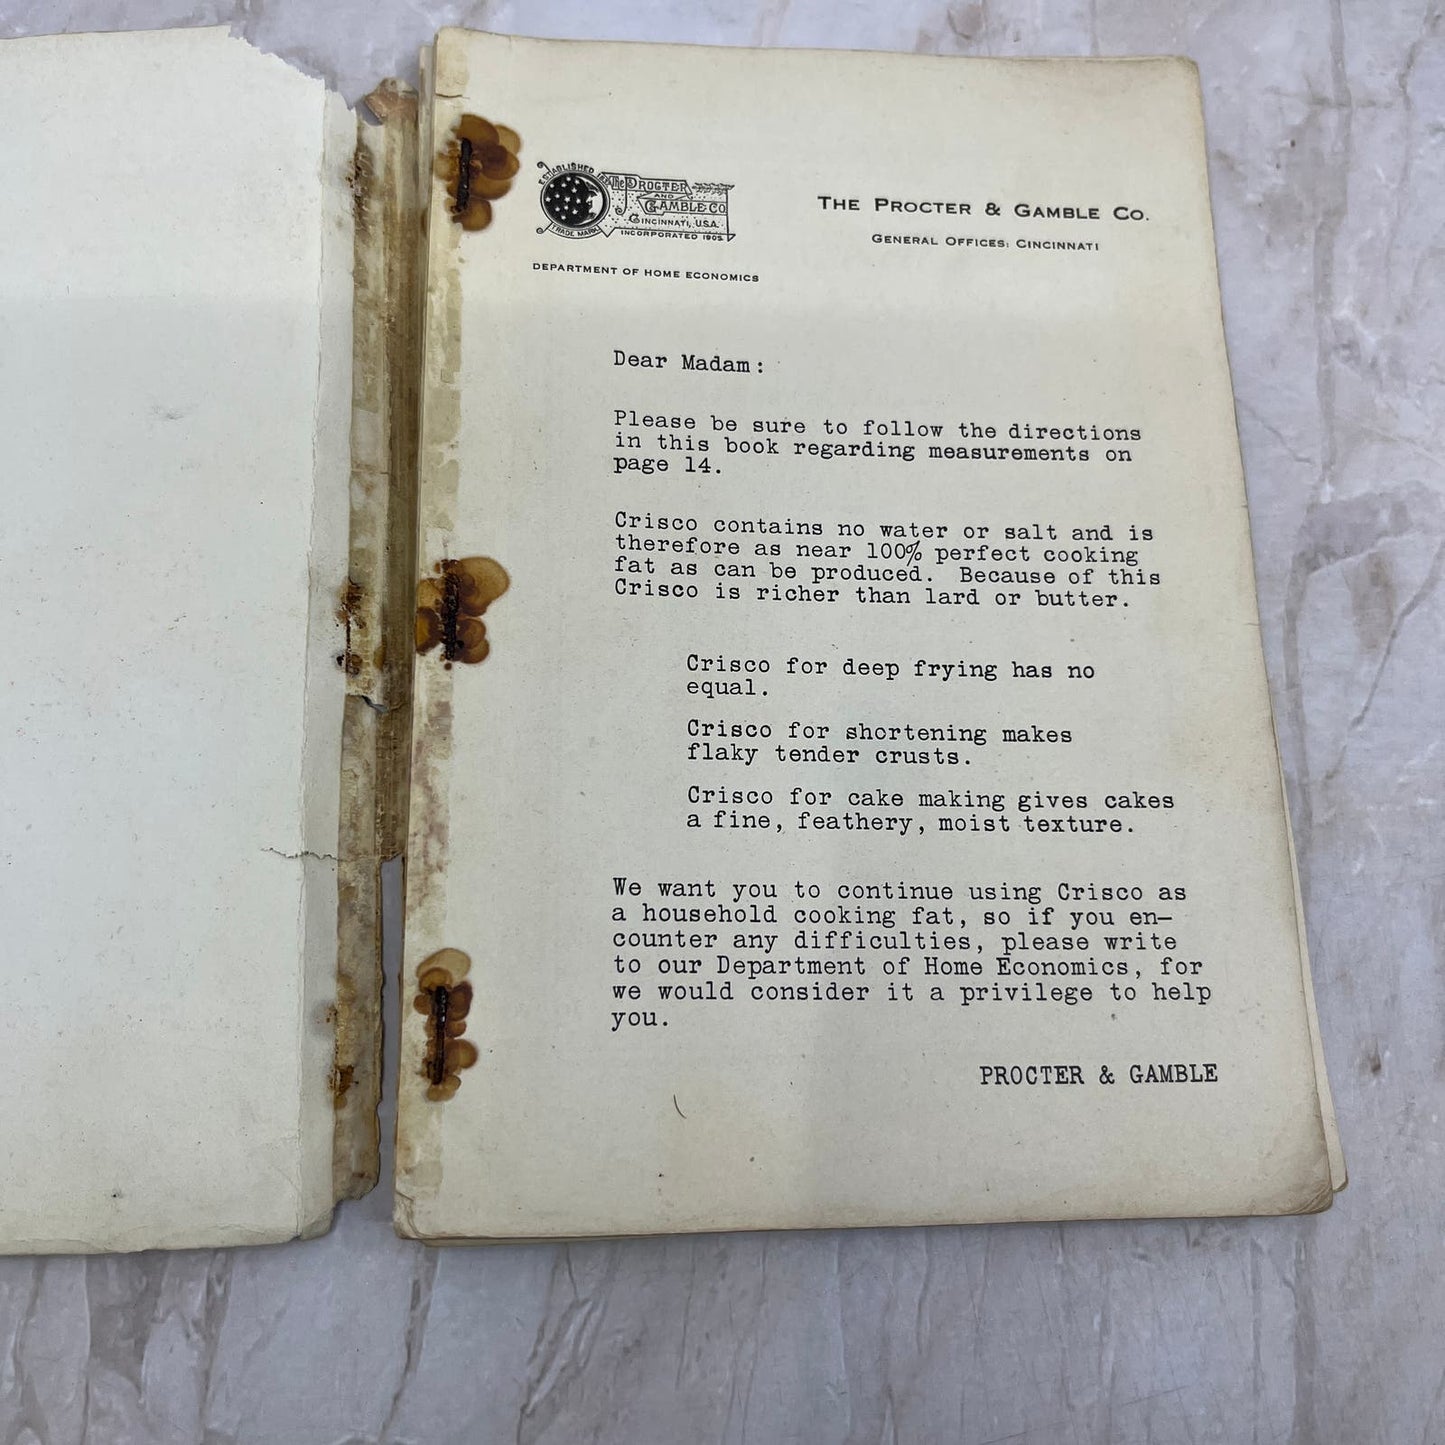 ESTABLISHED
TRADE MARK
The PROCTER
AND
GAMBLE CO
CINCINNATI, U.S.A.
INCORPORATED 1905
DEPARTMENT OF HOME ECONOMICS
THE PROCTER & GAMBLE CO.
GENERAL OFFICES: CINCINNATI
Dear Madam:
Please be sure to follow the directions
in this book regarding measurements on
page 14.
Crisco contains no water or salt and is
therefore as near 100% perfect cooking
fat as can be produced. Because of this
Crisco is richer than lard or butter.
Crisco for deep frying has no
equal.
Crisco for shortening makes
flaky tender crusts.
Crisco for cake making gives cakes
a fine, feathery, moist texture.
We want you to continue using Crisco as
a household cooking fat, so if you en—
counter any difficulties, please write
to our Department of Home Economics, for
we would consider it a privilege to help
you.
PROCTER & GAMBLE